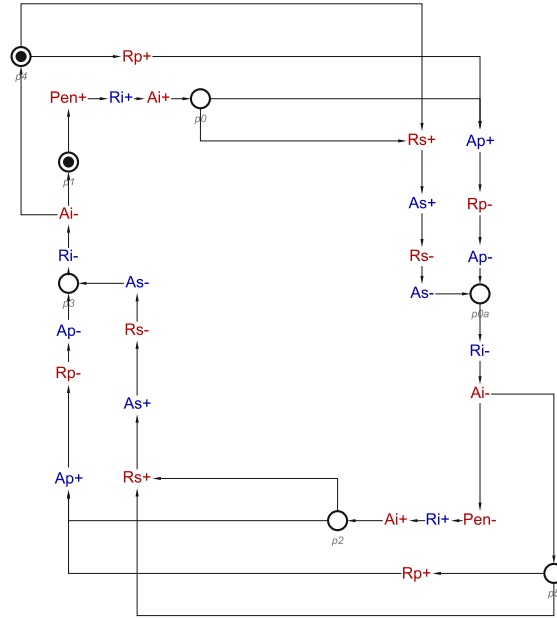 Rp+
p4
Pen+ Ri+ Ai+
p0
Rs+ Ap+
p1
As+ Rp-
Ai-
Ri- Rs- Ap-
As- As-
p3 p0a
Ap- Rs- Ri-
Rp- Ai-
As+
Ap+ Rs+
Ai+ Ri+ Pen-
p2
Rp+
p5